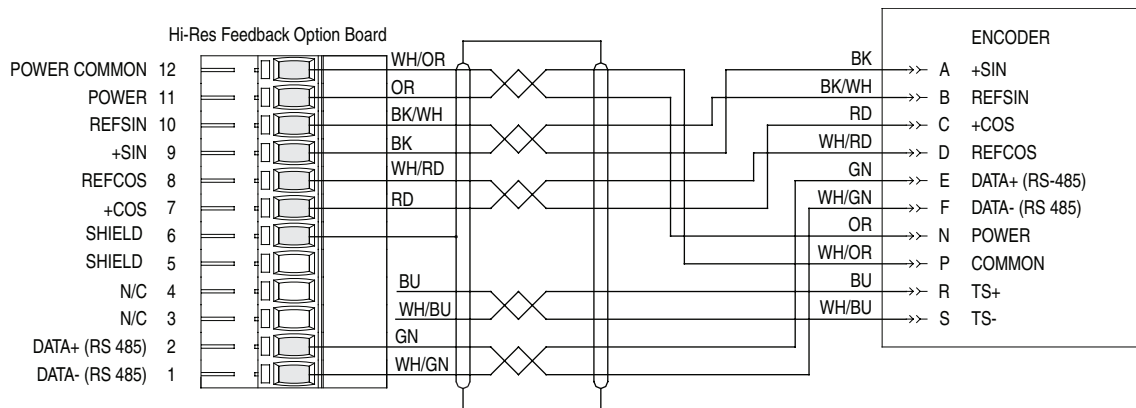 Hi-Res Feedback Option Board
ENCODER
POWER COMMON 12 WH/OR BK A +SIN
POWER 11 OR BK/WH B REFSIN
REFSIN 10 BK/WH RD C +COS
+SIN 9 BK WH/RD D REFCOS
REFCOS 8 WH/RD GN E DATA+ (RS-485)
+COS 7 RD WH/GN F DATA- (RS 485)
SHIELD 6 OR N POWER
SHIELD 5 WH/OR P COMMON
N/C 4 BU BU R TS+
N/C 3 WH/BU WH/BU S TS-
DATA+ (RS 485) 2 GN
DATA- (RS 485) 1 WH/GN